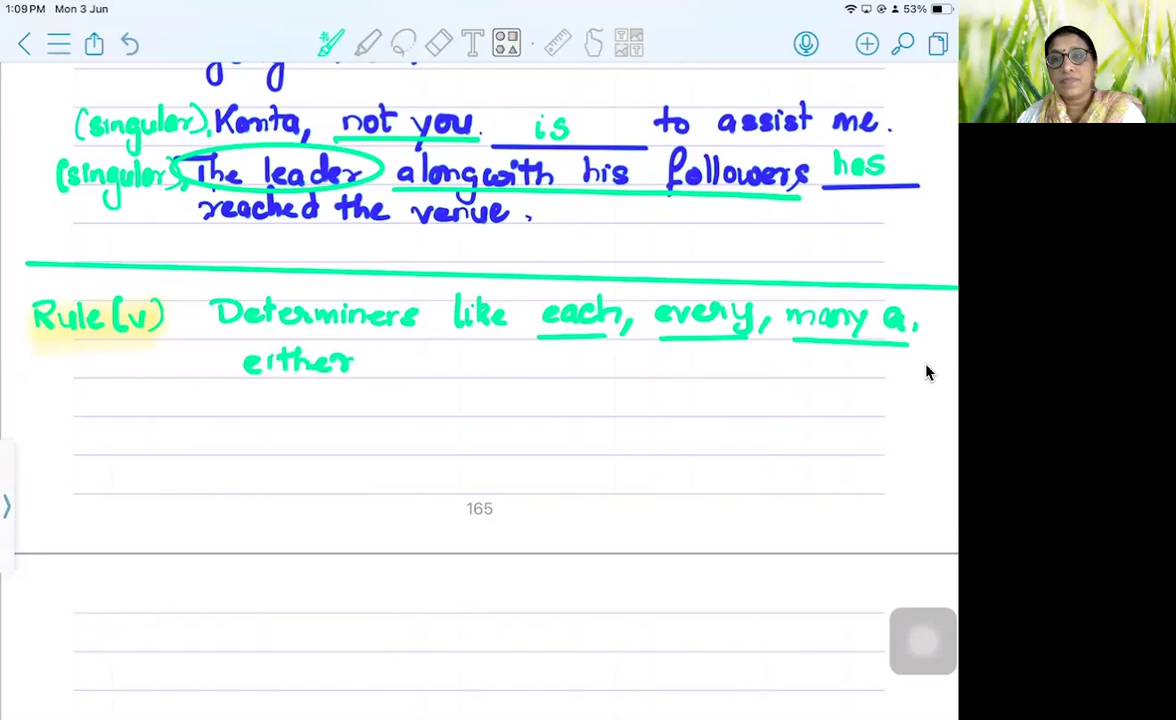 1:09 PM Mon 3 Jun
53%
(singular), Kanta, not you. is to assist me.
(singular), The leader alongwith his followers has
reached the venue.
Rule (v) Determiners like each, every, many a,
either
165